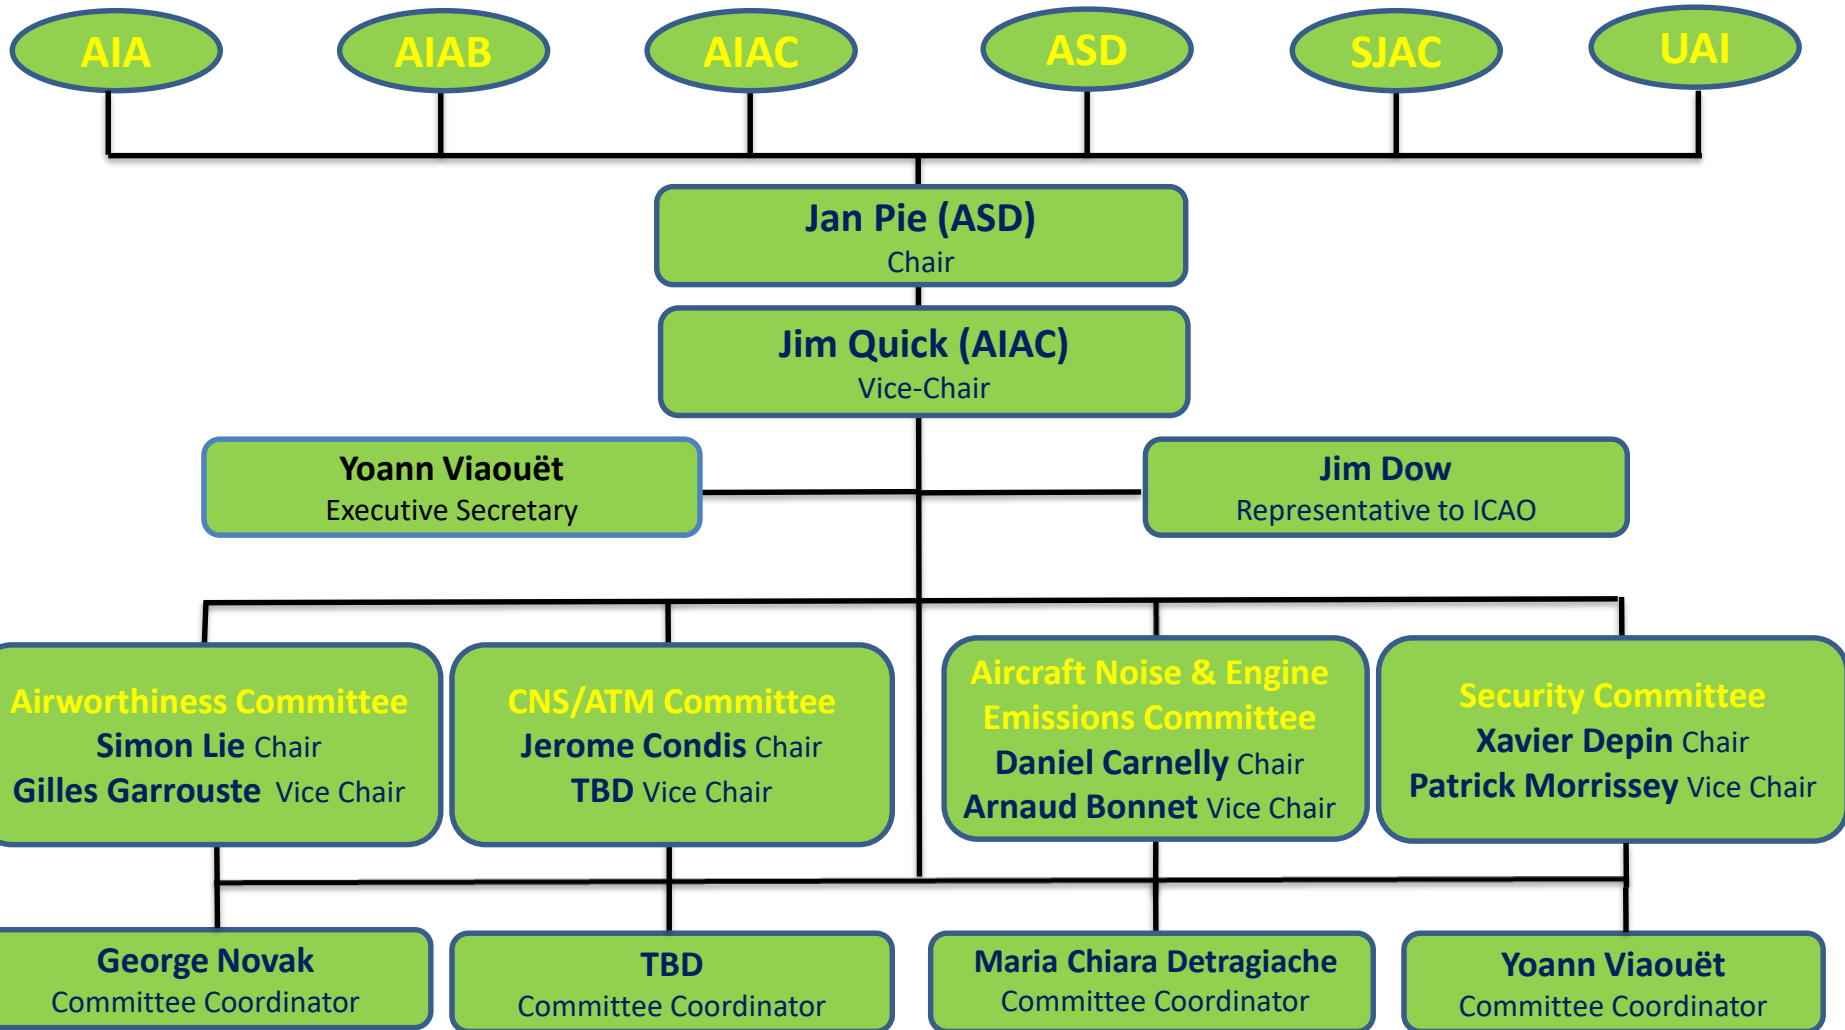 AIA
AIAB
AIAC
ASD
SJAC
UAI
Jan Pie (ASD)
Chair
Jim Quick (AIAC)
Vice-Chair
Yoann Viaouët
Executive Secretary
Jim Dow
Representative to ICAO
Airworthiness Committee
Simon Lie Chair
Gilles Garrouste Vice Chair
CNS/ATM Committee
Jerome Condis Chair
TBD Vice Chair
Aircraft Noise & Engine
Emissions Committee
Daniel Carnelly Chair
Arnaud Bonnet Vice Chair
Security Committee
Xavier Depin Chair
Patrick Morrissey Vice Chair
George Novak
Committee Coordinator
TBD
Committee Coordinator
Maria Chiara Detragiache
Committee Coordinator
Yoann Viaouët
Committee Coordinator